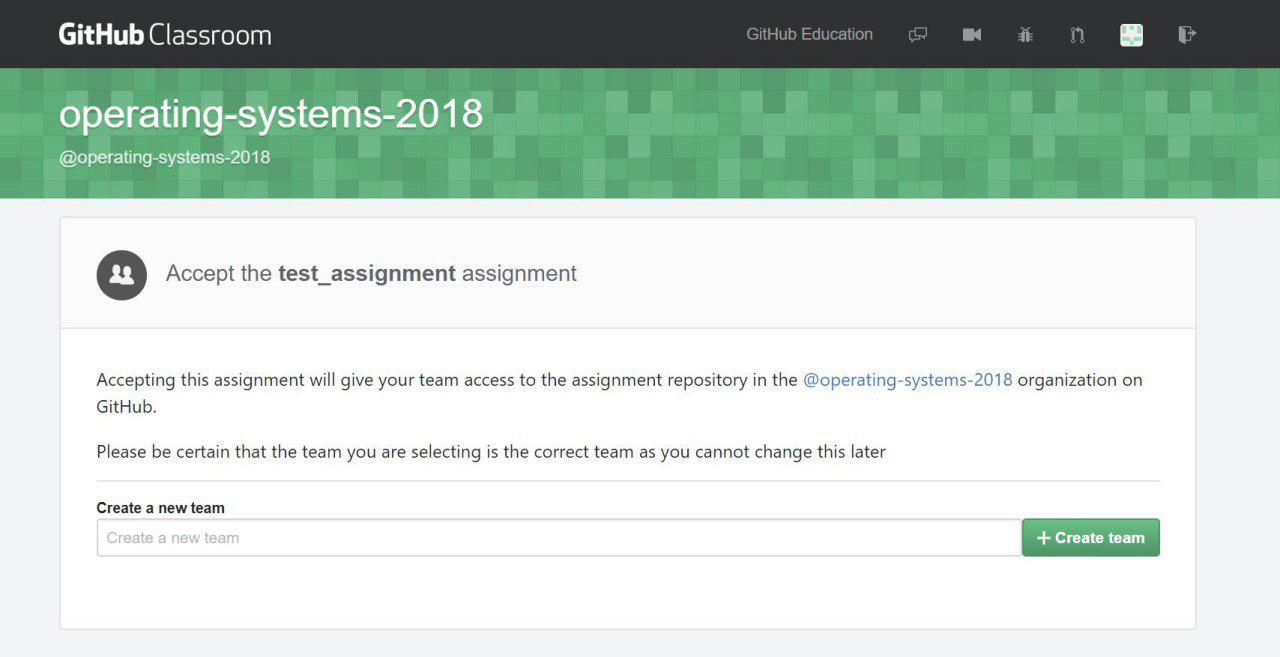 GitHub Classroom
GitHub Education
operating-systems-2018
@operating-systems-2018
Accept the test_assignment assignment
Accepting this assignment will give your team access to the assignment repository in the @operating-systems-2018 organization on
GitHub.
Please be certain that the team you are selecting is the correct team as you cannot change this later
Create a new team
Create a new team
Create team